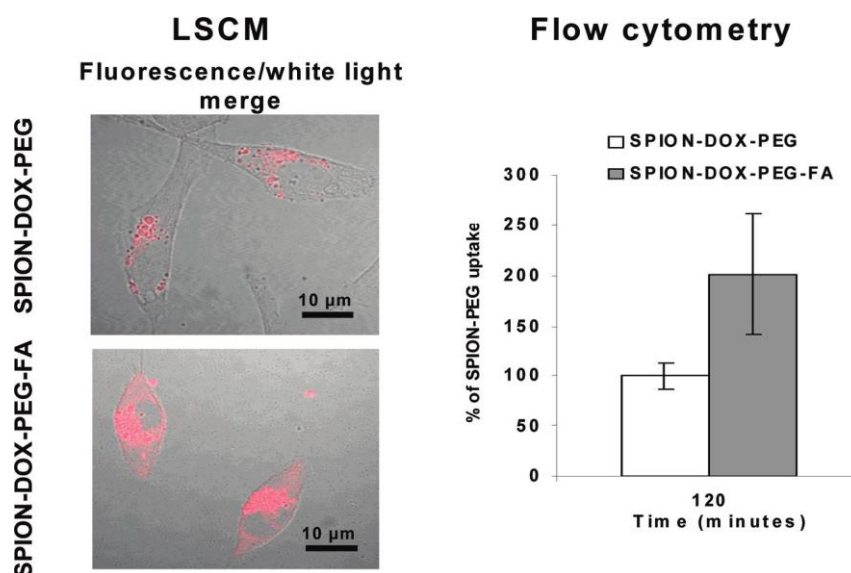 LSCM
Fluorescence/white light
merge
SPION-DOX-PEG
10 µm
SPION-DOX-PEG-FA
10 µm
Flow cytometry
SPION-DOX-PEG
SPION-DOX-PEG-FA
% of SPION-PEG uptake
300
250
200
150
100
50
0
120
Time (minutes)